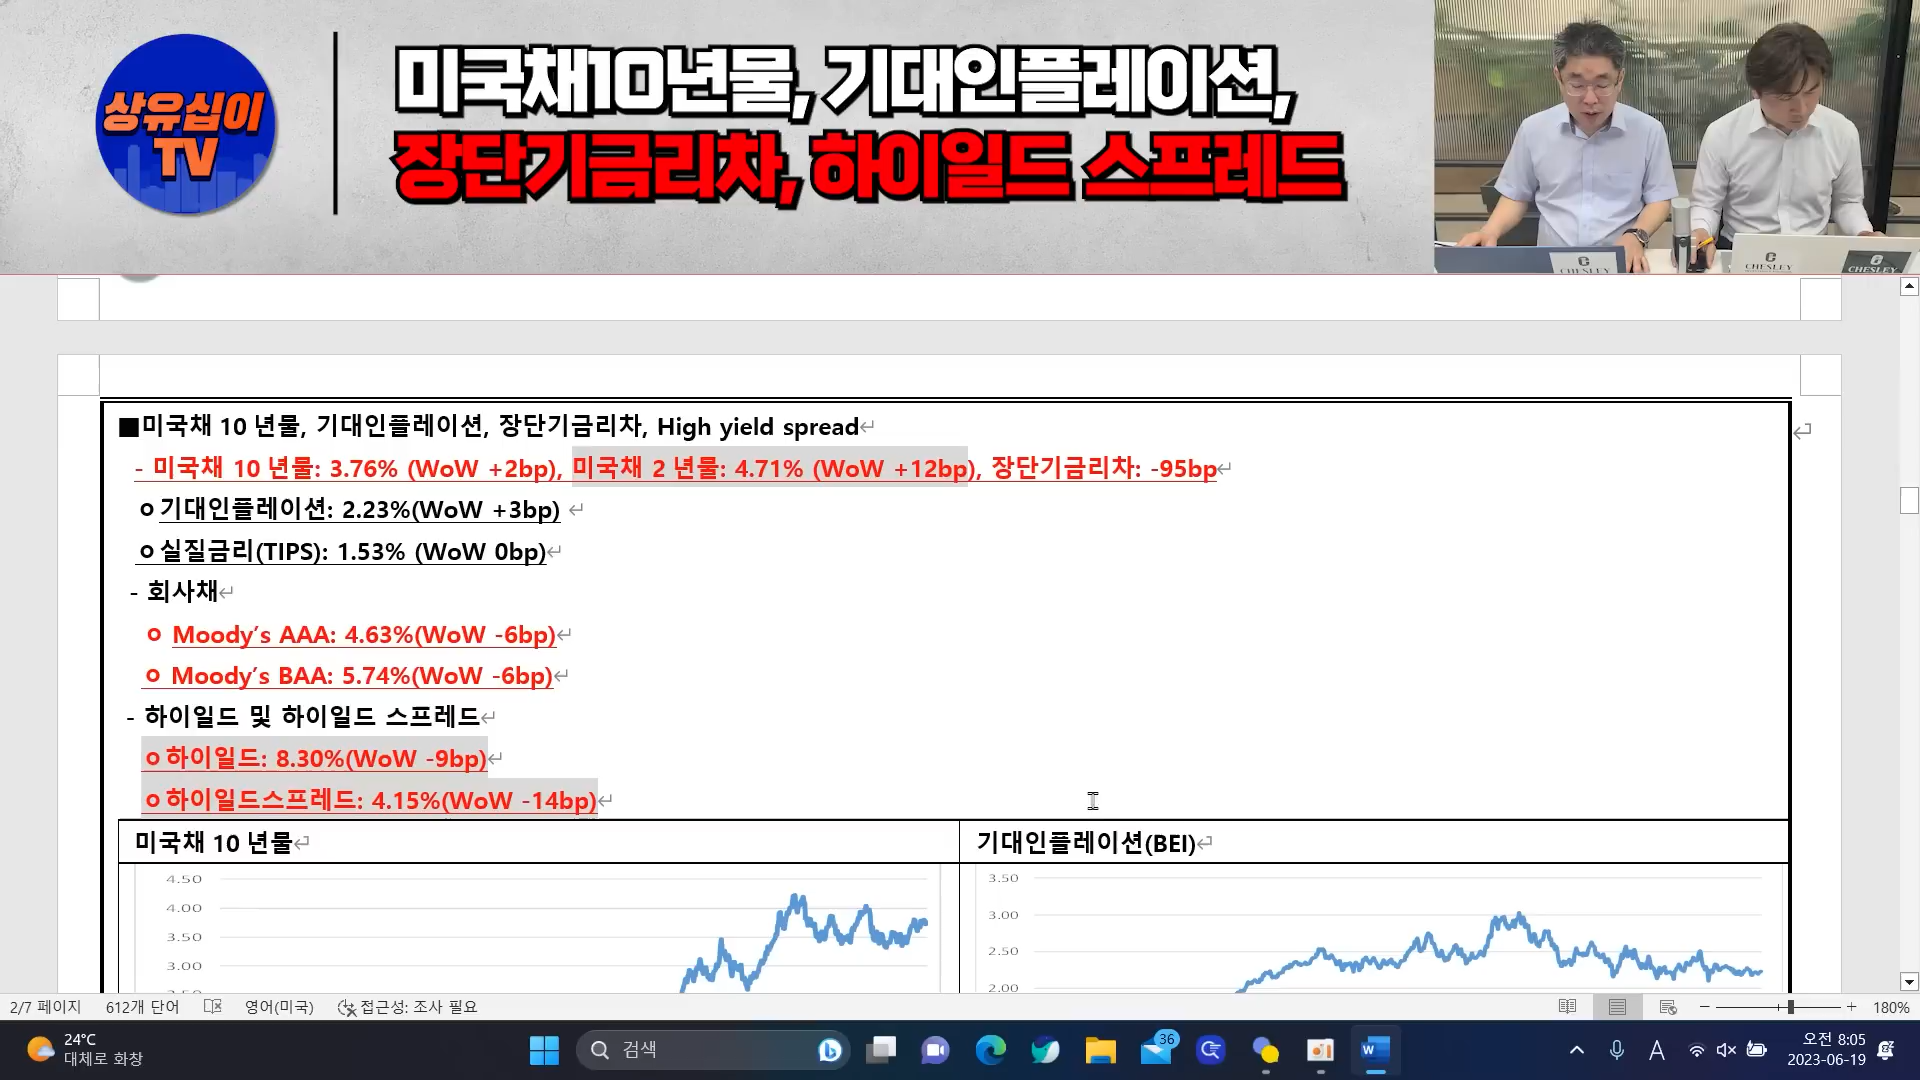 상유십이
TV
미국채10년물, 기대인플레이션,
장단기금리차, 하이일드 스프레드
CHESLEY
CHESLEY
CHESLEY
■미국채 10 년물, 기대인플레이션, 장단기금리차, High yield spread
- 미국채 10 년물: 3.76% (WoW +2bp), 미국채 2 년물: 4.71% (WoW +12bp), 장단기금리차: -95bp
ㅇ기대인플레이션: 2.23%(WoW +3bp)
ㅇ실질금리(TIPS): 1.53% (WoW 0bp)
- 회사채
ㅇ Moody’s AAA: 4.63%(WoW -6bp)
ㅇ Moody’s BAA: 5.74%(WoW -6bp)
- 하이일드 및 하이일드 스프레드
ㅇ하이일드: 8.30%(WoW -9bp)
ㅇ하이일드스프레드: 4.15%(WoW -14bp)
미국채 10 년물
기대인플레이션(BEI)
4.50
4.00
3.50
3.00
3.50
3.00
2.50
2.00
2/7 페이지 612개 단어 영어(미국) 접근성: 조사 필요
180%
24°C
대체로 화창
검색
36
A
오전 8:05
2023-06-19